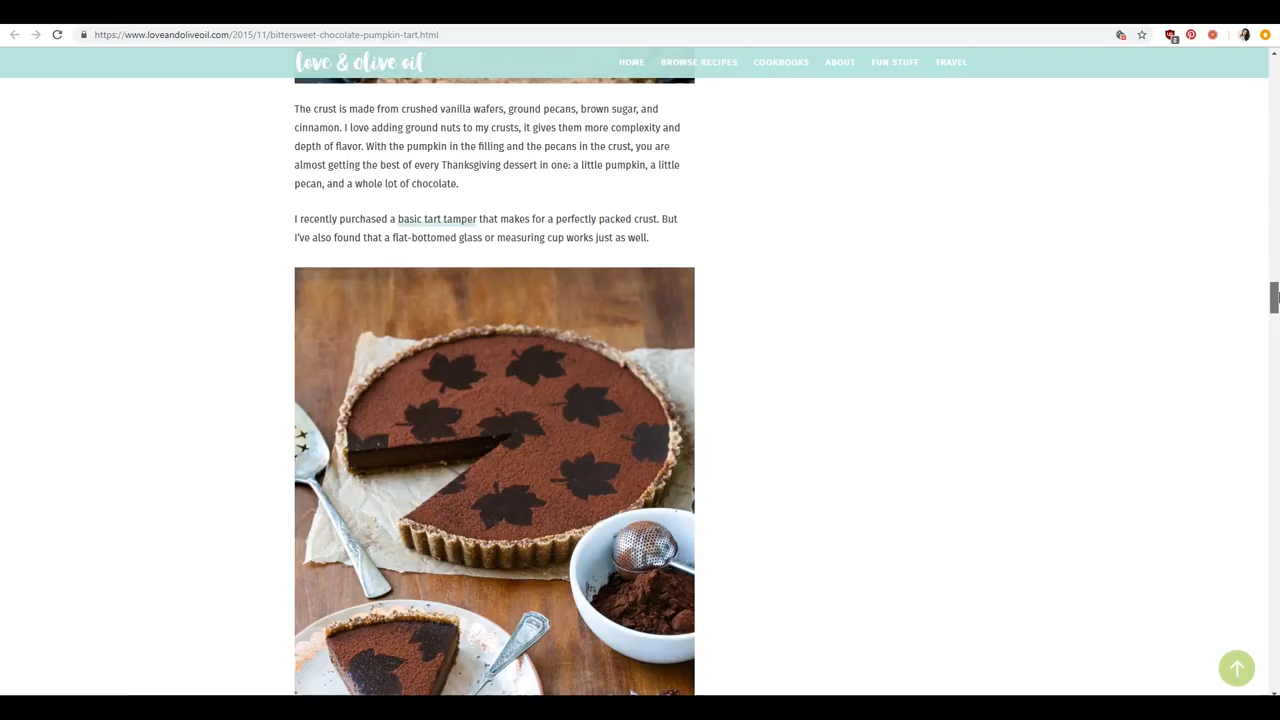 https://www.loveandoliveoil.com/2015/11/bittersweet-chocolate-pumpkin-tart.html
love & olive oil
HOME BROWSE RECIPES COOKBOOKS ABOUT FUN STUFF TRAVEL
The crust is made from crushed vanilla wafers, ground pecans, brown sugar, and
cinnamon. I love adding ground nuts to my crusts, it gives them more complexity and
depth of flavor. With the pumpkin in the filling and the pecans in the crust, you are
almost getting the best of every Thanksgiving dessert in one: a little pumpkin, a little
pecan, and a whole lot of chocolate.
I recently purchased a basic tart tamper that makes for a perfectly packed crust. But
I've also found that a flat-bottomed glass or measuring cup works just as well.